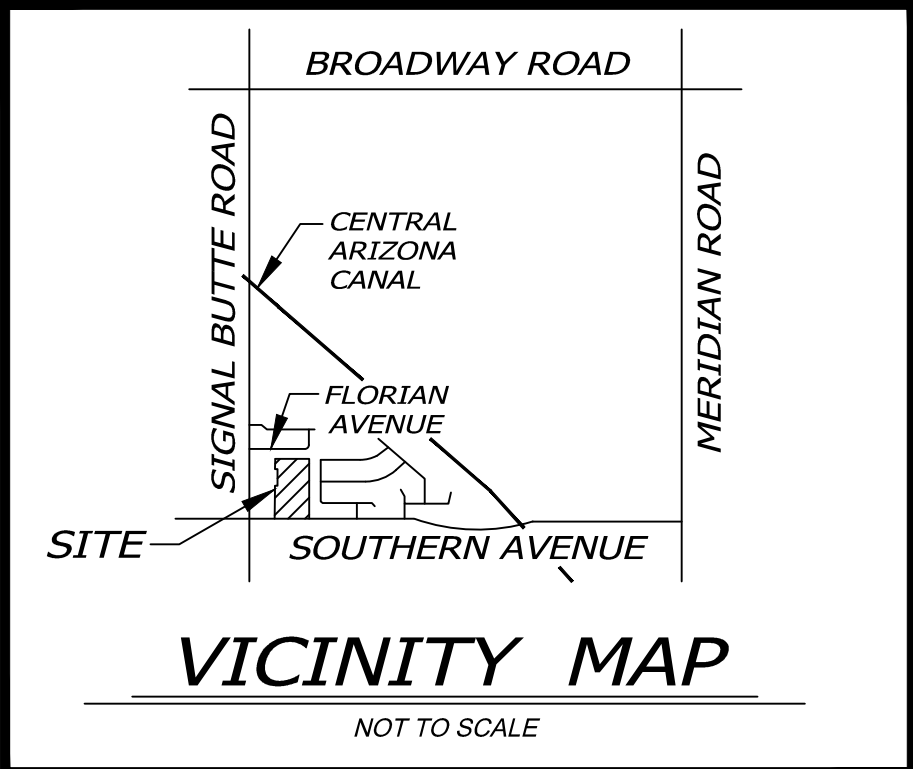 BROADWAY ROAD
SIGNAL BUTTE ROAD
MERIDIAN ROAD
CENTRAL
ARIZONA
CANAL
FLORIAN
AVENUE
SITE
SOUTHERN AVENUE
VICINITY MAP
NOT TO SCALE